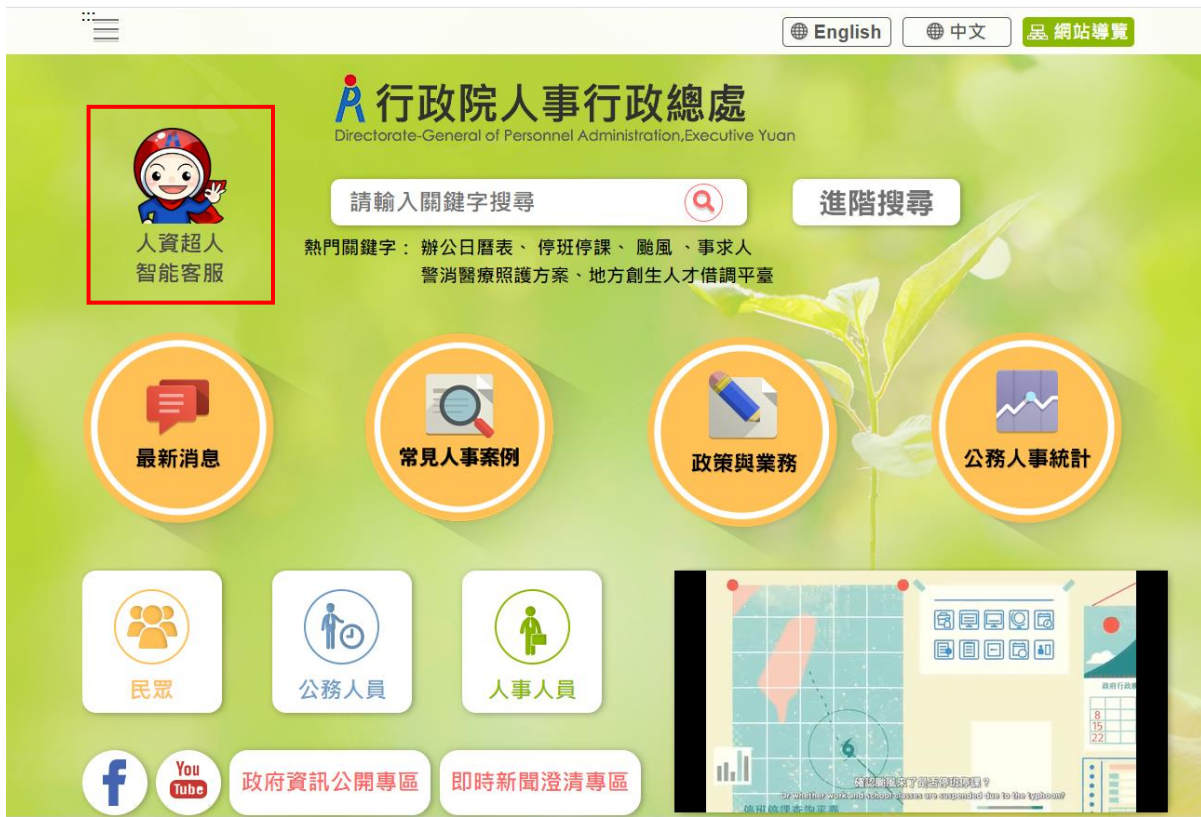 English
中文
網站導覽
行政院人事行政總處
Directorate-General of Personnel Administration,Executive Yuan
請輸入關鍵字搜尋
進階搜尋
人資超人
智能客服
熱門關鍵字： 辦公日曆表、 停班停課、 颱風 、事求人
警消醫療照護方案、地方創生人才借調平臺
最新消息
常見人事案例
政策與業務
公務人事統計
民眾
公務人員
人事人員
政府行政
8
15
22
確認颱風來了是否停班停課？
Or whether work and school classes are suspended due to the typhoon?
停班停課查詢平臺
f
You
Tube
政府資訊公開專區
即時新聞澄清專區